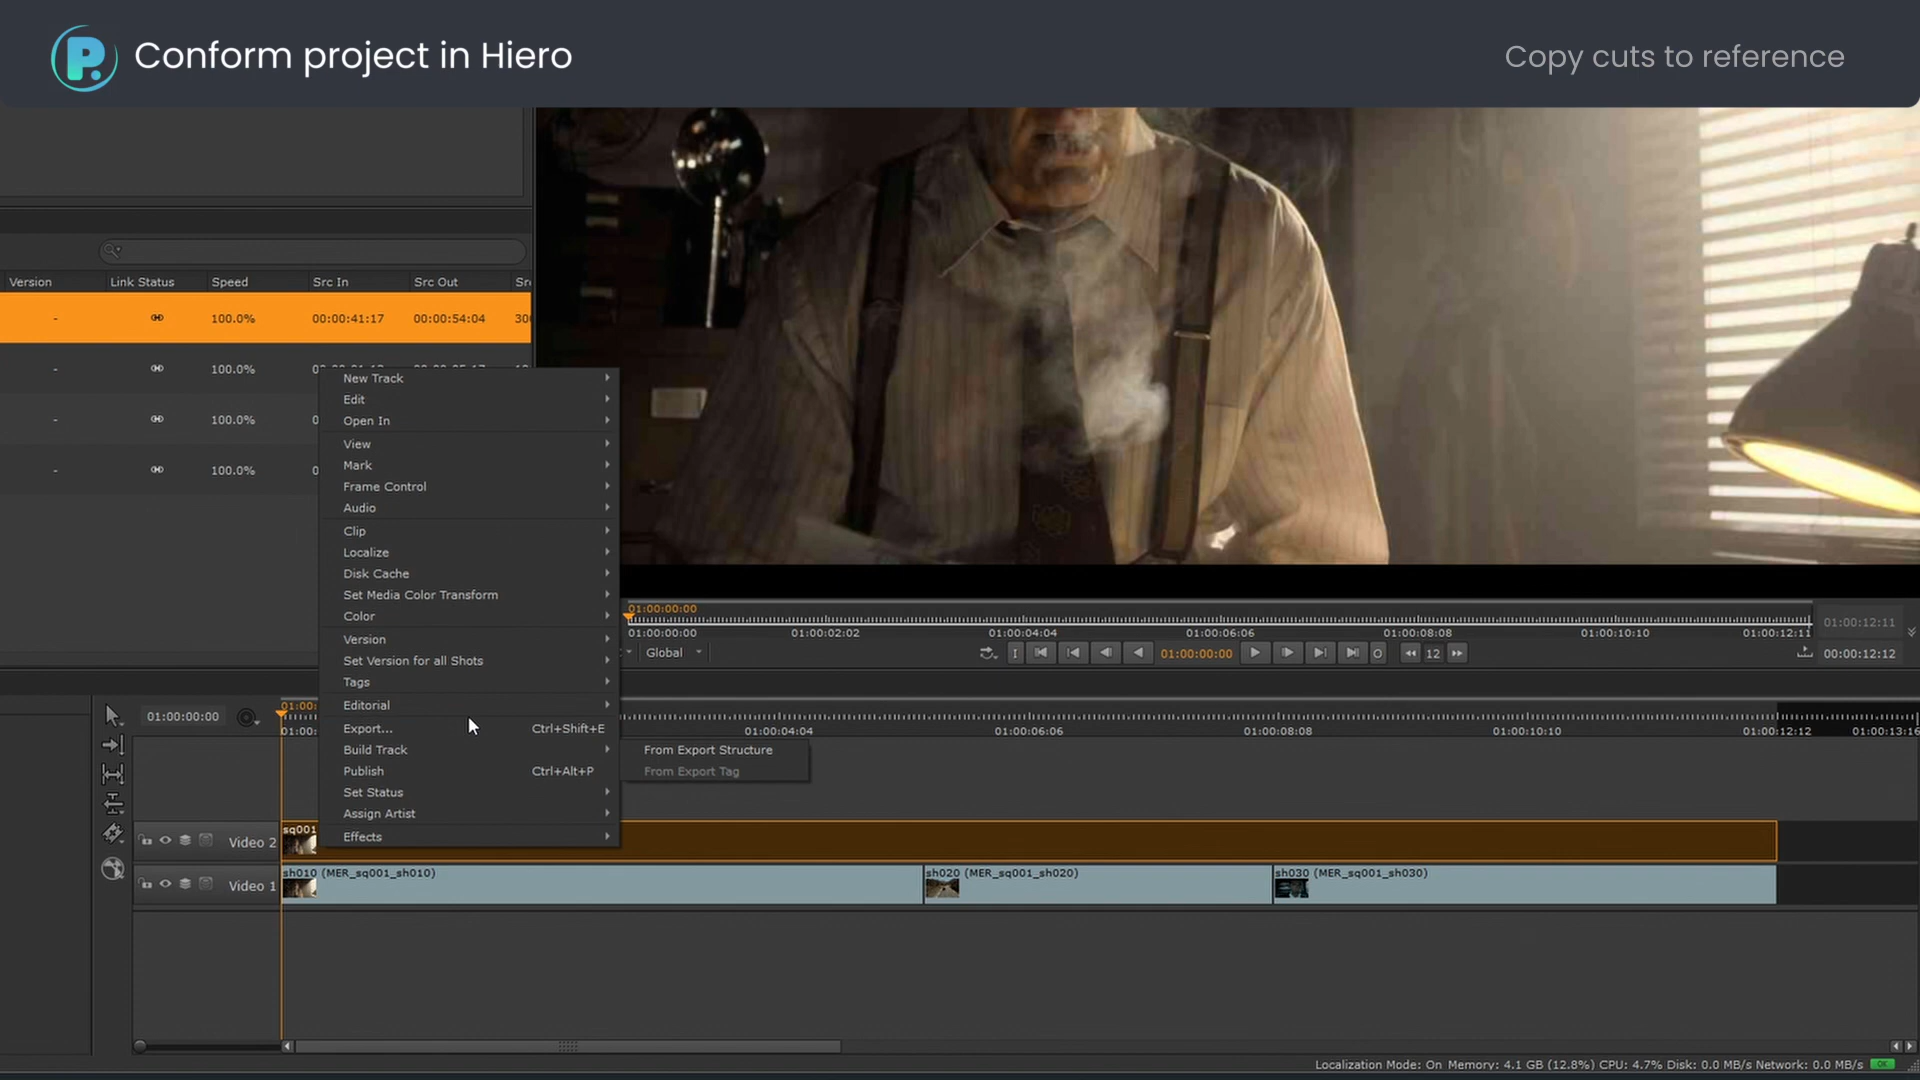 P.
Conform project in Hiero
Copy cuts to reference
Version Link Status Speed Src In Src Out
- 100.0% 00:00:41:17 00:00:54:04
- 100.0%
- 100.0%
- 100.0%
New Track
Edit
Open In
View
Mark
Frame Control
Audio
Clip
Localize
Disk Cache
Set Media Color Transform
Color
Version
Set Version for all Shots
Tags
Editorial
Export... Ctrl+Shift+E
Build Track
Publish Ctrl+Alt+P
Set Status
Assign Artist
Effects
From Export Structure
From Export Tag
01:00:00:00
01:00:00:00 01:00:02:02 01:00:04:04 01:00:06:06 01:00:08:08 01:00:10:10 01:00:12:11
01:00:12:11
Global I 01:00:00:00 O 12 00:00:12:12
01:00:00:00
01:00:04:04 01:00:06:06 01:00:08:08 01:00:10:10 01:00:12:12 01:00:13:16
sq001
Video 2
sh010 (MER_sq001_sh010) sh020 (MER_sq001_sh020) sh030 (MER_sq001_sh030)
Video 1
Localization Mode: On Memory: 4.1 GB (12.8%) CPU: 4.7% Disk: 0.0 MB/s Network: 0.0 MB/s OK